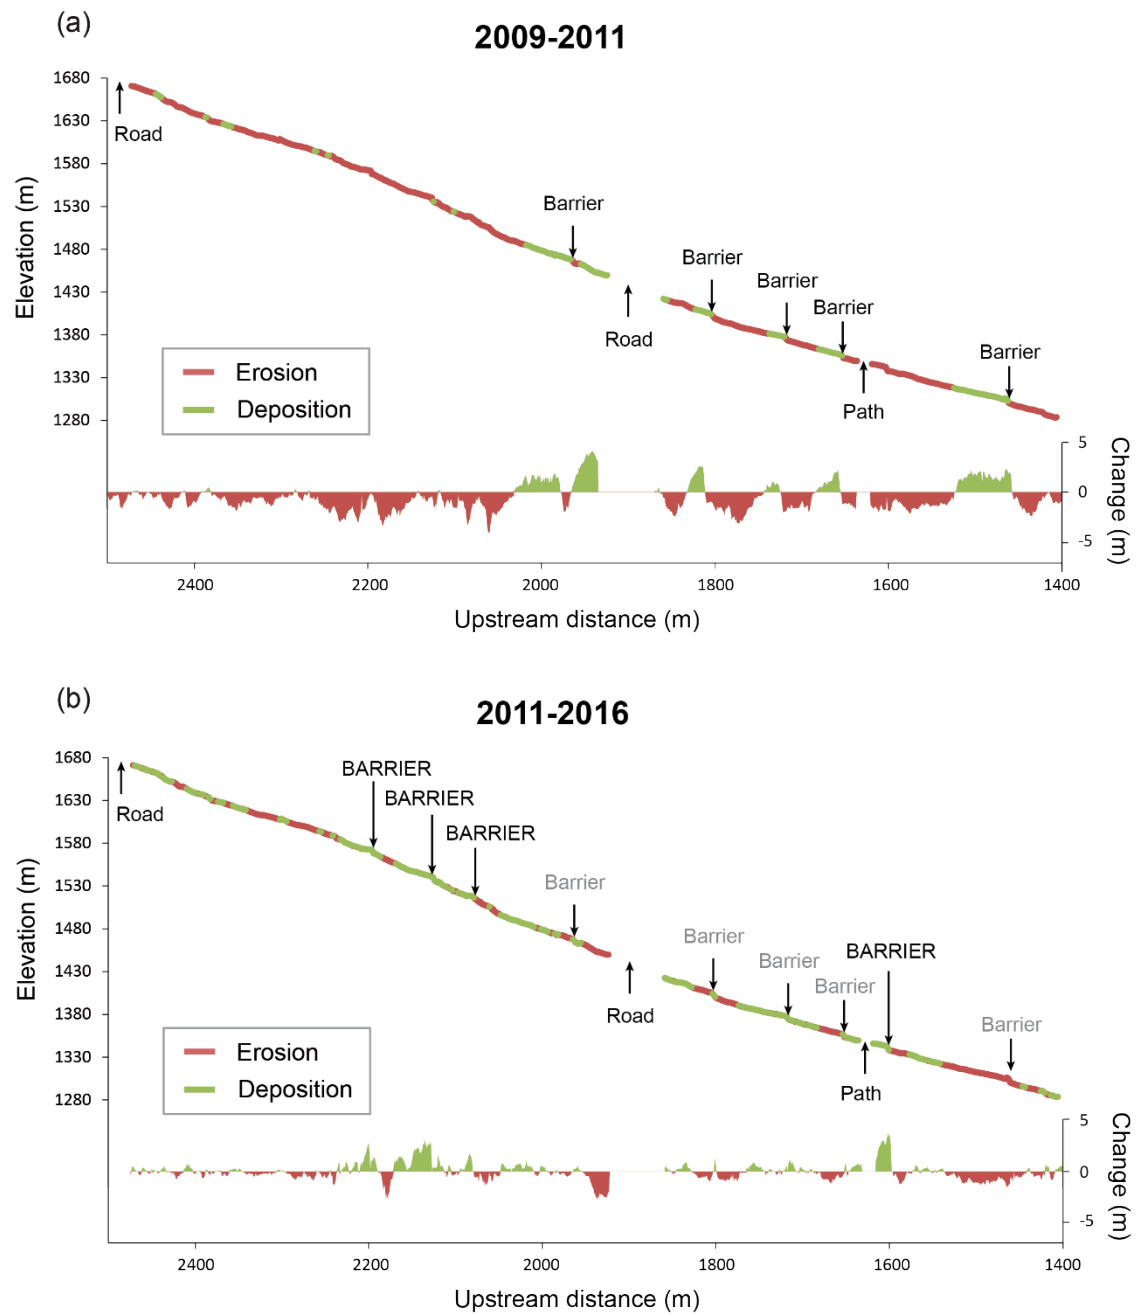 (a)
2009-2011
1680
1630
1580
1530
1480
1430
1380
1330
1280
Elevation (m)
Road
Barrier
Road
Barrier
Barrier
Barrier
Path
Barrier
Erosion
Deposition
5
0
-5
Change (m)
2400 2200 2000 1800 1600 1400
Upstream distance (m)
(b)
2011-2016
1680
1630
1580
1530
1480
1430
1380
1330
1280
Elevation (m)
Road
BARRIER
BARRIER
BARRIER
Barrier
Road
Barrier
Barrier
Barrier
BARRIER
Path
Barrier
Erosion
Deposition
5
0
-5
Change (m)
2400 2200 2000 1800 1600 1400
Upstream distance (m)